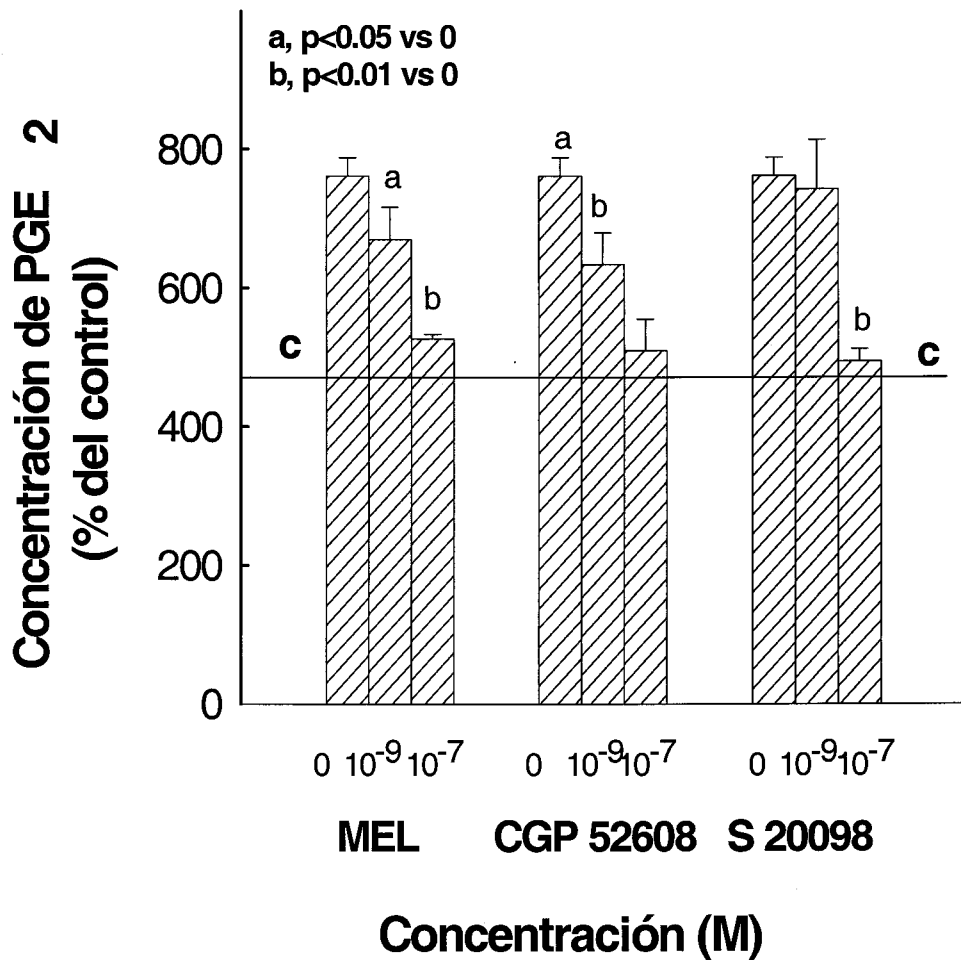 a, p<0.05 vs 0
b, p<0.01 vs 0
Concentración de PGE 2
(% del control)
800
600
400
200
0
a
b
a
b
b
c
c
0 10-9 10-7
0 10-9 10-7
0 10-9 10-7
MEL CGP 52608 S 20098
Concentración (M)